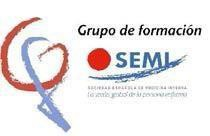 Grupo de formación
SEMI
SOCIEDAD ESPAÑOLA DE MEDICINA INTERNA
La visión global de la persona enferma